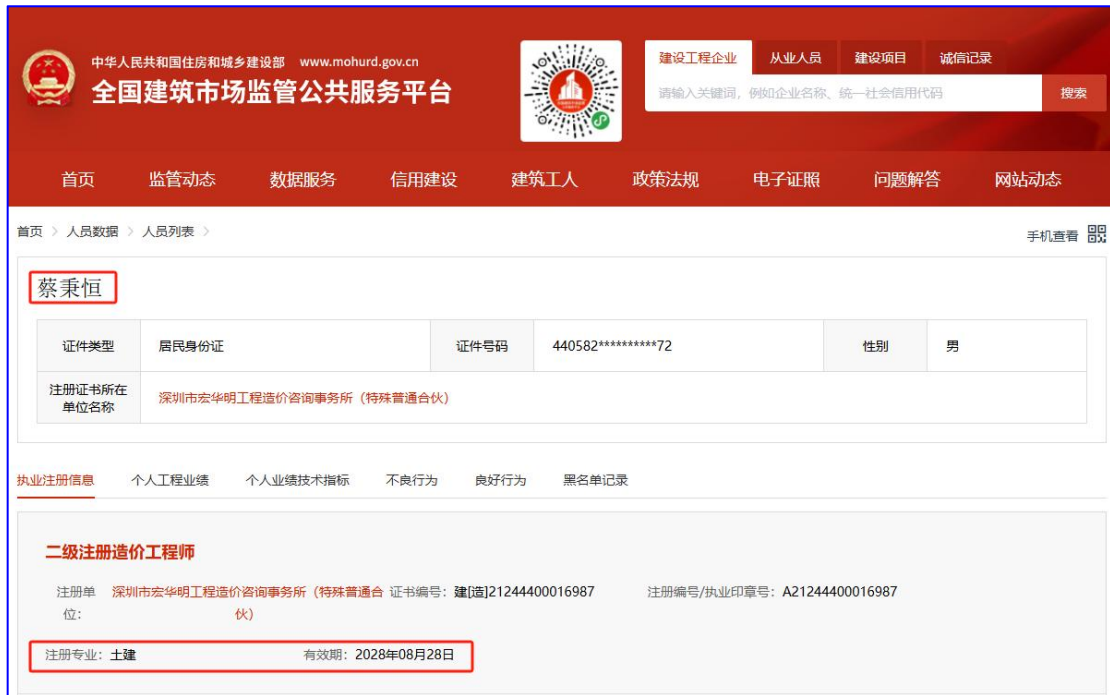 中华人民共和国住房和城乡建设部 www.mohurd.gov.cn
全国建筑市场监管公共服务平台
建设工程企业 从业人员 建设项目 诚信记录
请输入关键词，例如企业名称、统一社会信用代码 搜索
首页 监管动态 数据服务 信用建设 建筑工人 政策法规 电子证照 问题解答 网站动态
首页 > 人员数据 > 人员列表 >
手机查看
蔡秉恒
证件类型 居民身份证 证件号码 440582**********72 性别 男
注册证书所在
单位名称
深圳市宏华明工程造价咨询事务所（特殊普通合伙）
执业注册信息 个人工程业绩 个人业绩技术指标 不良行为 良好行为 黑名单记录
二级注册造价工程师
注册单 深圳市宏华明工程造价咨询事务所（特殊普通合 证书编号：建[造]21244400016987 注册编号/执业印章号：A21244400016987
位： 伙）
注册专业：土建 有效期：2028年08月28日